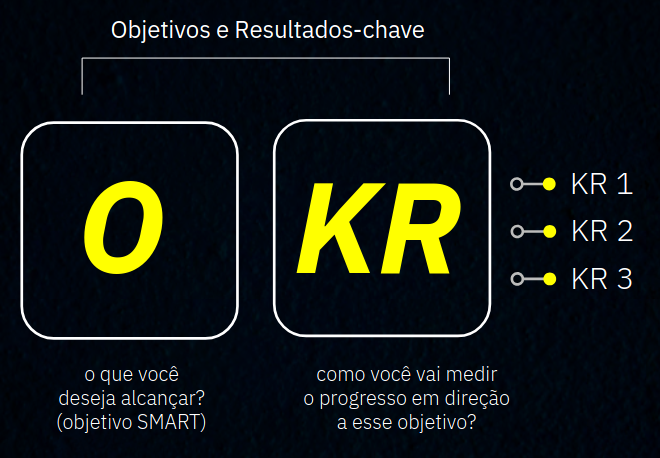 Objetivos e Resultados-chave
O
KR
KR 1
KR 2
KR 3
o que você
deseja alcançar?
(objetivo SMART)
como você vai medir
o progresso em direção
a esse objetivo?